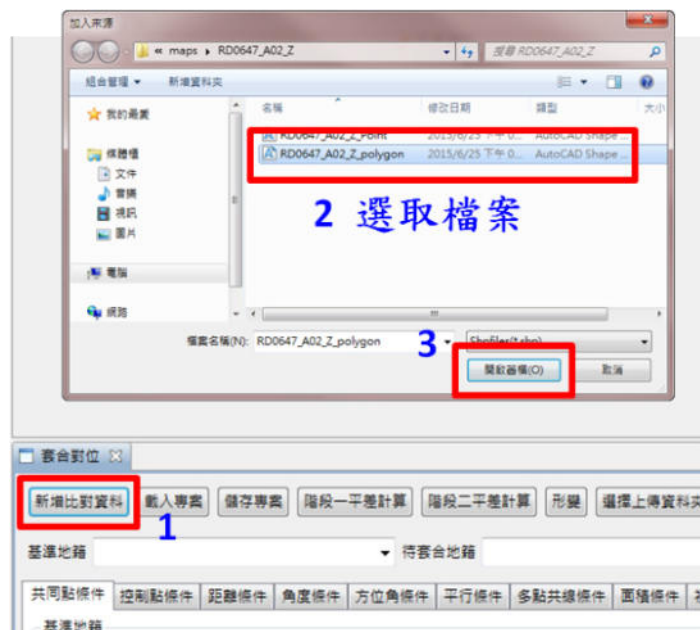 加入來源
« maps ▸ RD0647_A02_Z
搜尋 RD0647_A02_Z
組合管理 ▾ 新增資料夾
名稱 修改日期 類型 大小
我的最愛
RD0647_A02_Z_Point 2015/6/25 下午 0... AutoCAD Shape ...
RD0647_A02_Z_polygon 2015/6/25 下午 0... AutoCAD Shape ...
媒體櫃
文件
音樂
視訊
圖片
2 選取檔案
電腦
網路
檔案名稱(N): RD0647_A02_Z_polygon
3
Shpfiles(*.shp)
開啟舊檔(O) 取消
套合對位
新增比對資料 載入專案 儲存專案 階段一平差計算 階段二平差計算 形變 選擇上傳資料夾
1
基準地籍 待套合地籍
共同點條件 控制點條件 距離條件 角度條件 方位角條件 平行條件 多點共線條件 面積條件
基準地籍